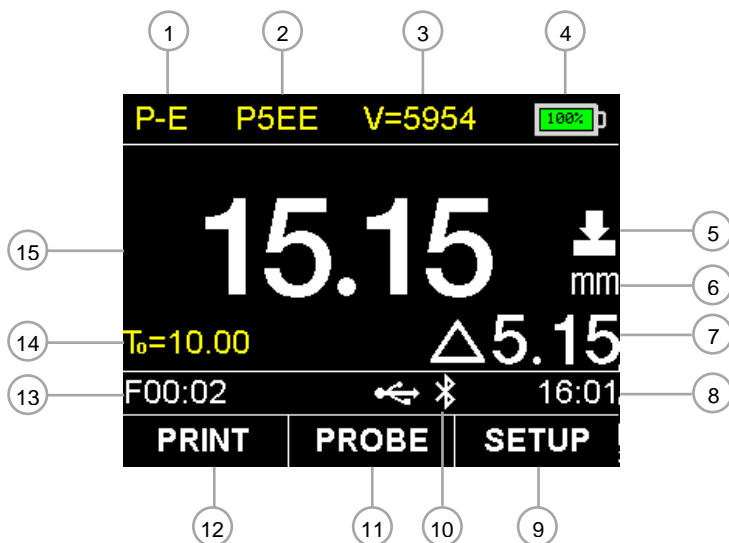 1 2 3 4
P-E P5EE V=5954 100%
15.15
5
15
mm
6
T₀=10.00 △5.15
14 7
13 F00:02 16:01 8
PRINT PROBE SETUP
12 11 10 9